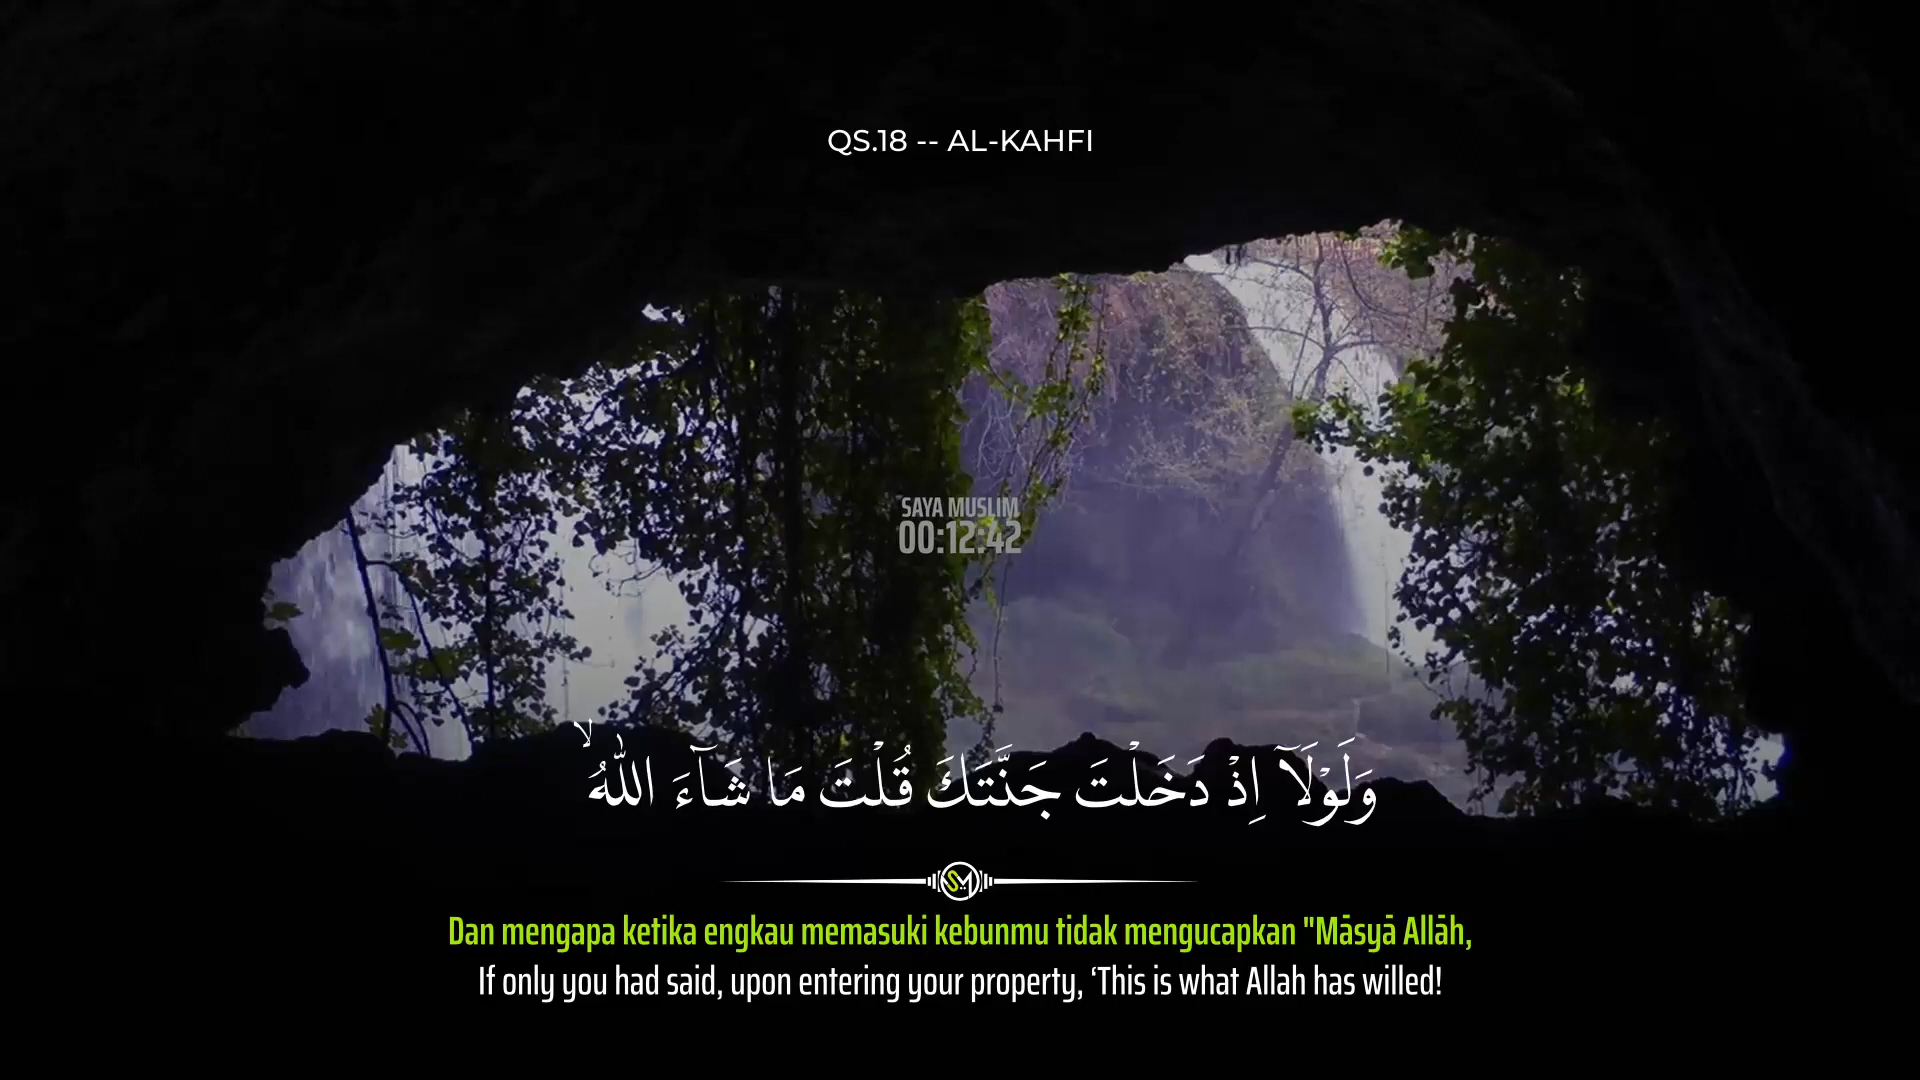 QS.18 -- AL-KAHFI
SAYA MUSLIM
00:12:42
وَلَوْلَآ اِذْ دَخَلْتَ جَنَّتَكَ قُلْتَ مَا شَاۤءَ اللّٰهُ ۙ
SM
Dan mengapa ketika engkau memasuki kebunmu tidak mengucapkan "Māsyā Allāh,
If only you had said, upon entering your property, ‘This is what Allah has willed!